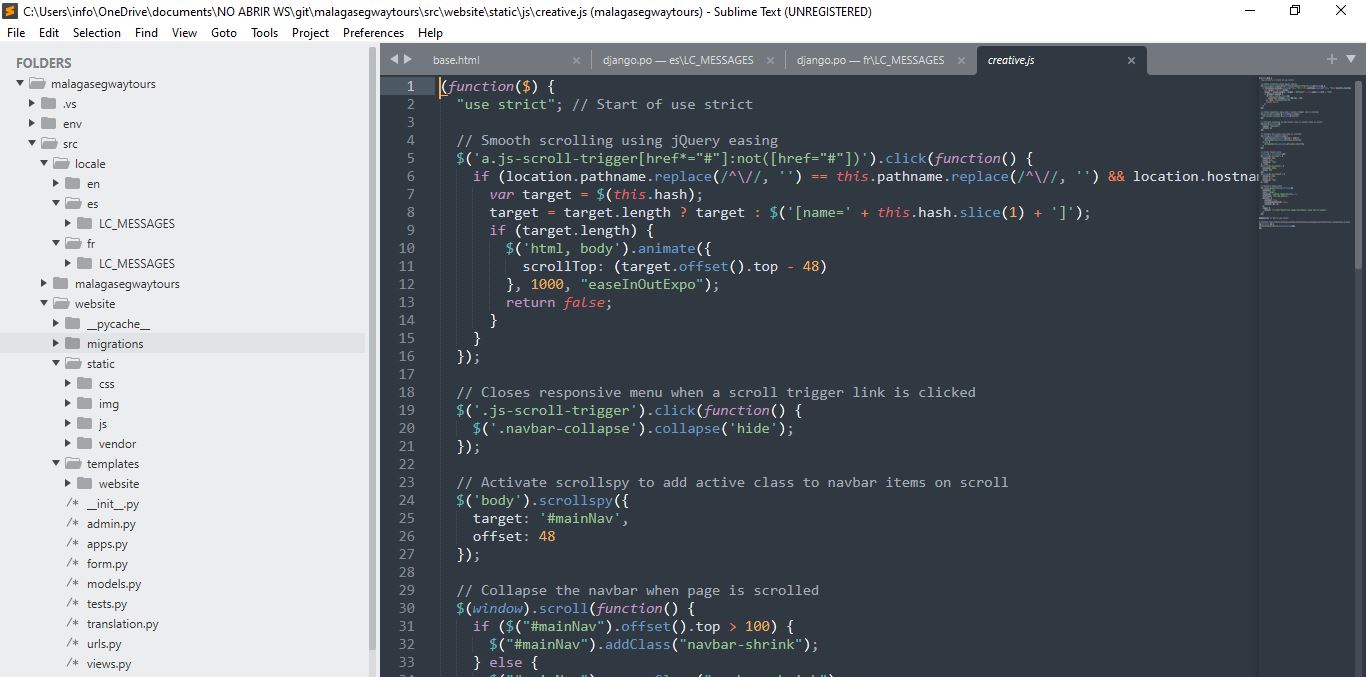 C:\Users\info\OneDrive\documents\NO ABRIR WS\git\malagasegwaytours\src\website\static\js\creative.js (malagasegwaytours) - Sublime Text (UNREGISTERED)
File Edit Selection Find View Goto Tools Project Preferences Help
FOLDERS
malagasegwaytours
.vs
env
src
locale
en
es
LC_MESSAGES
fr
LC_MESSAGES
malagasegwaytours
website
__pycache__
migrations
static
css
img
js
vendor
templates
website
/* __init__.py
/* admin.py
/* apps.py
/* form.py
/* models.py
/* tests.py
/* translation.py
/* urls.py
/* views.py
base.html × django.po — es\LC_MESSAGES × django.po — fr\LC_MESSAGES × creative.js ×
1 (function($) {
2 "use strict"; // Start of use strict
3
4 // Smooth scrolling using jQuery easing
5 $('a.js-scroll-trigger[href*="#"]:not([href="#"])').click(function() {
6 if (location.pathname.replace(/^\//, '') == this.pathname.replace(/^\//, '') && location.hostna
7 var target = $(this.hash);
8 target = target.length ? target : $('[name=' + this.hash.slice(1) + ']');
9 if (target.length) {
10 $('html, body').animate({
11 scrollTop: (target.offset().top - 48)
12 }, 1000, "easeInOutExpo");
13 return false;
14 }
15 }
16 });
17
18 // Closes responsive menu when a scroll trigger link is clicked
19 $('.js-scroll-trigger').click(function() {
20 $('.navbar-collapse').collapse('hide');
21 });
22
23 // Activate scrollspy to add active class to navbar items on scroll
24 $('body').scrollspy({
25 target: '#mainNav',
26 offset: 48
27 });
28
29 // Collapse the navbar when page is scrolled
30 $(window).scroll(function() {
31 if ($("#mainNav").offset().top > 100) {
32 $("#mainNav").addClass("navbar-shrink");
33 } else {